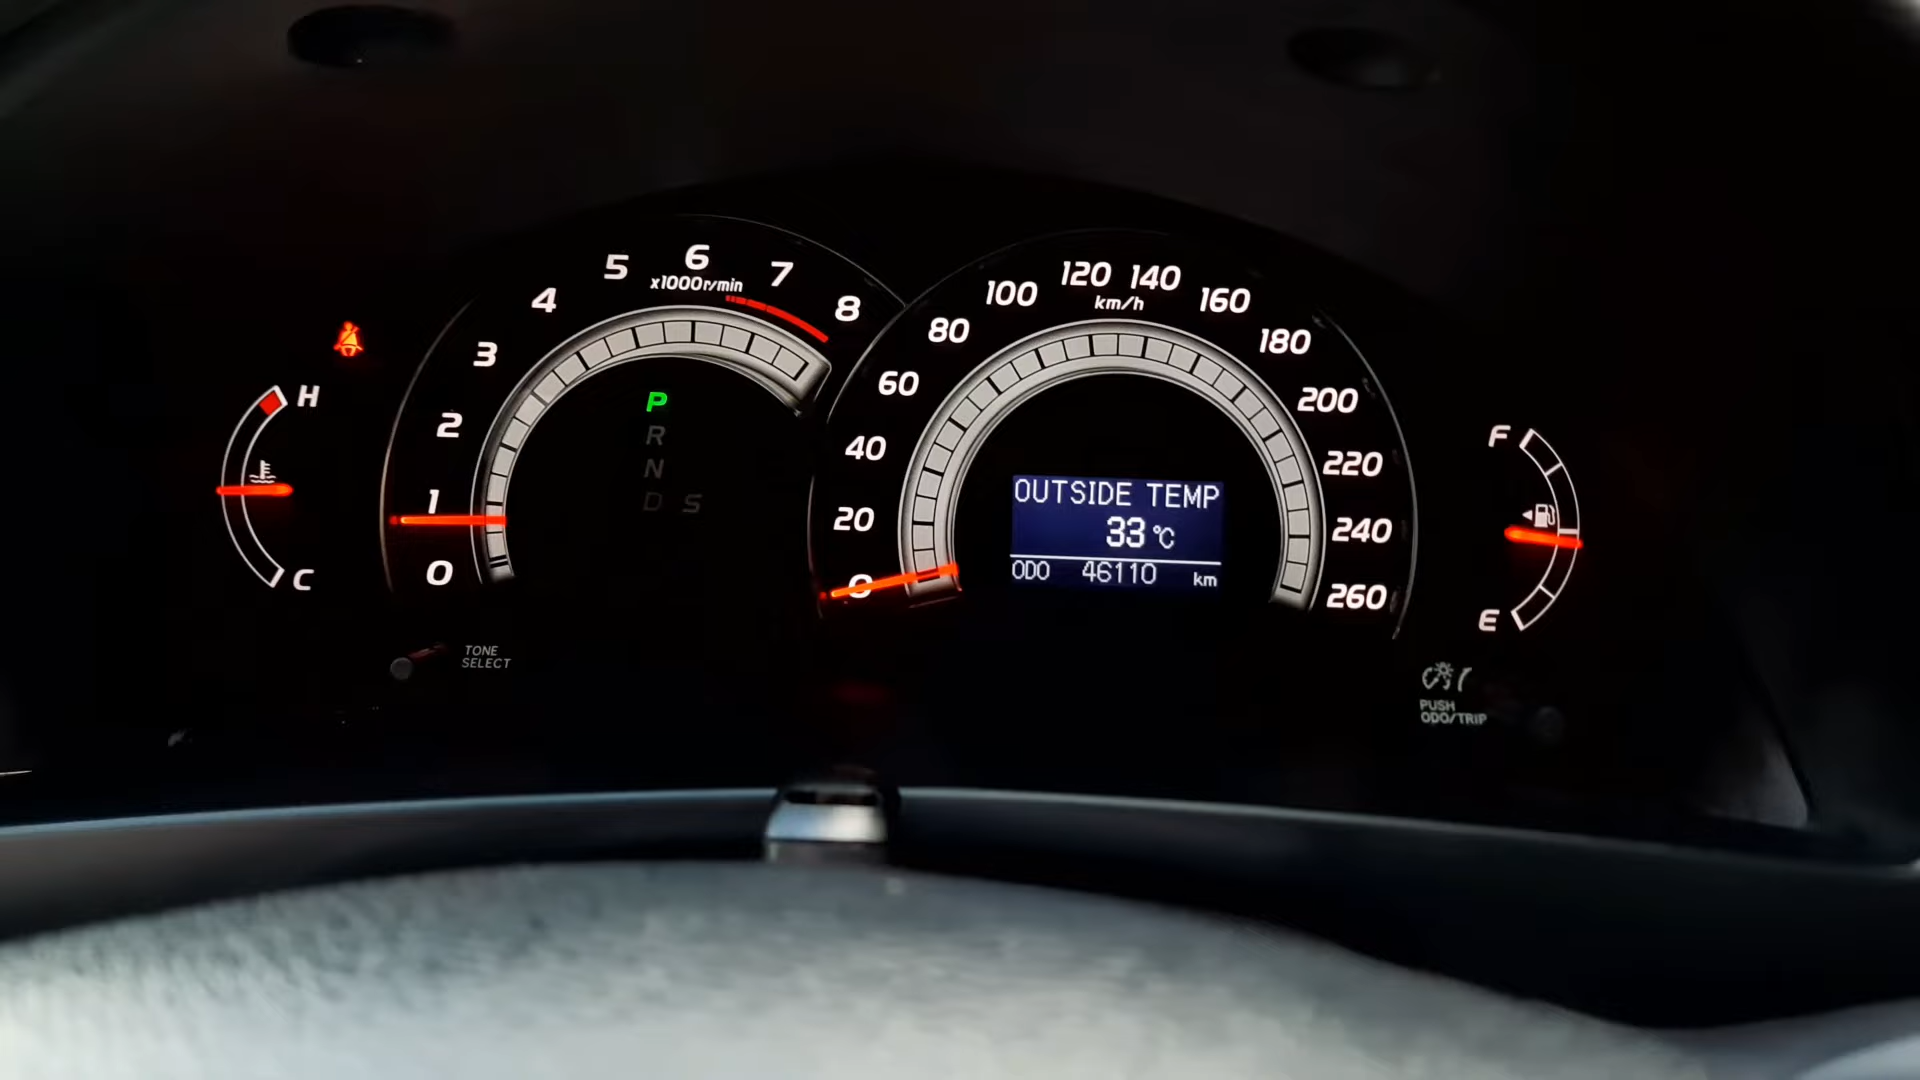 5 6 7
x1000r/min
4 8
3
2
1
0
H
C
P
R
N
D S
TONE
SELECT
100 120 140 160
km/h
80 180
60 200
40 220
20 240
0 260
OUTSIDE TEMP
33 °C
ODO 46110 km
F
E
PUSH
ODO/TRIP